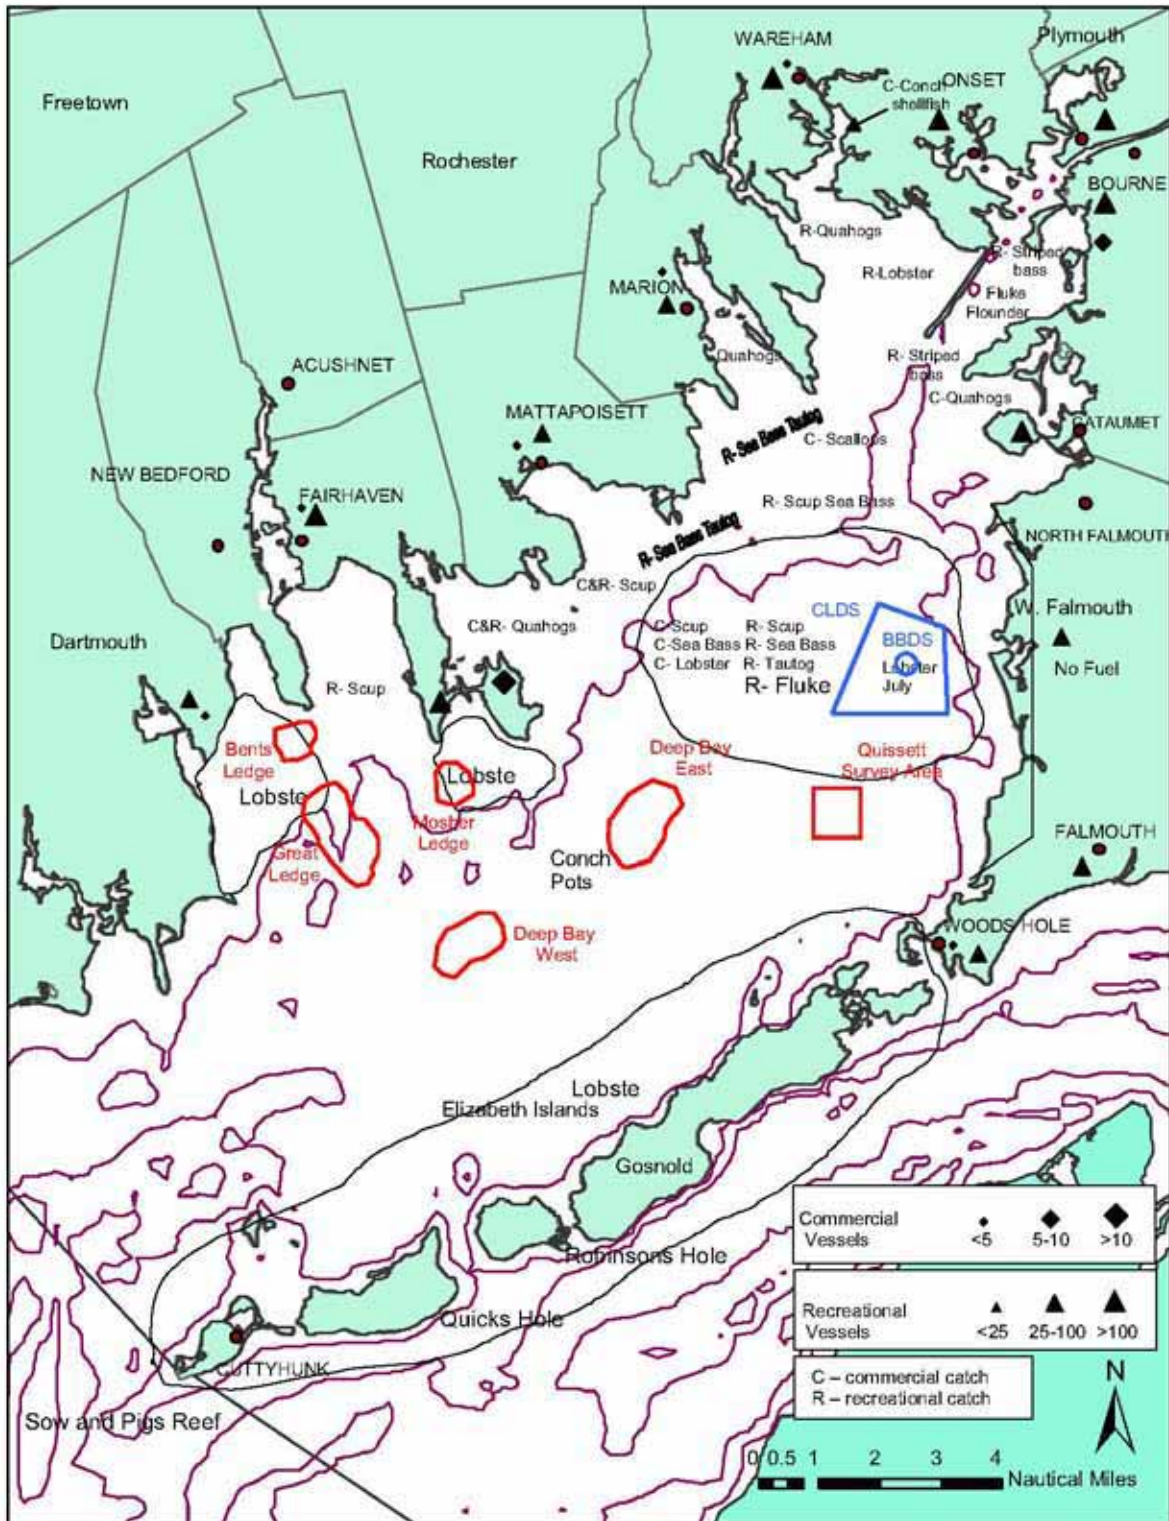 WAREHAM
Plymouth
Freetown
C-Conch
shellfish
ONSET
Rochester
BOURNE
R-Quahogs
R- Striped
bass
R-Lobster
MARION
Fluke
Flounder
Quahogs
R- Striped
bass
ACUSHNET
C-Quahogs
MATTAPOISETT
CATAUMET
R- Sea Bass Tautog
C- Scallops
NEW BEDFORD
FAIRHAVEN
R- Scup Sea Bass
R- Sea Bass Tautog
NORTH FALMOUTH
C&R- Scup
W. Falmouth
CLDS
C&R- Quahogs
C-Scup
R- Scup
C-Sea Bass
R- Sea Bass
BBDS
C- Lobster
R- Tautog
Lobster
July
R- Fluke
No Fuel
Dartmouth
R- Scup
Bents
Ledge
Lobste
Lobste
Deep Bay
East
Quissett
Survey Area
Mosher
Ledge
Great
Ledge
Conch
Pots
FALMOUTH
Deep Bay
West
WOODS HOLE
Lobste
Elizabeth Islands
Gosnold
Robinsons Hole
Quicks Hole
CUTTYHUNK
Sow and Pigs Reef
Commercial
Vessels
<5 5-10 >10
Recreational
Vessels
<25 25-100 >100
C – commercial catch
R – recreational catch
N
0 0.5 1 2 3 4
Nautical Miles